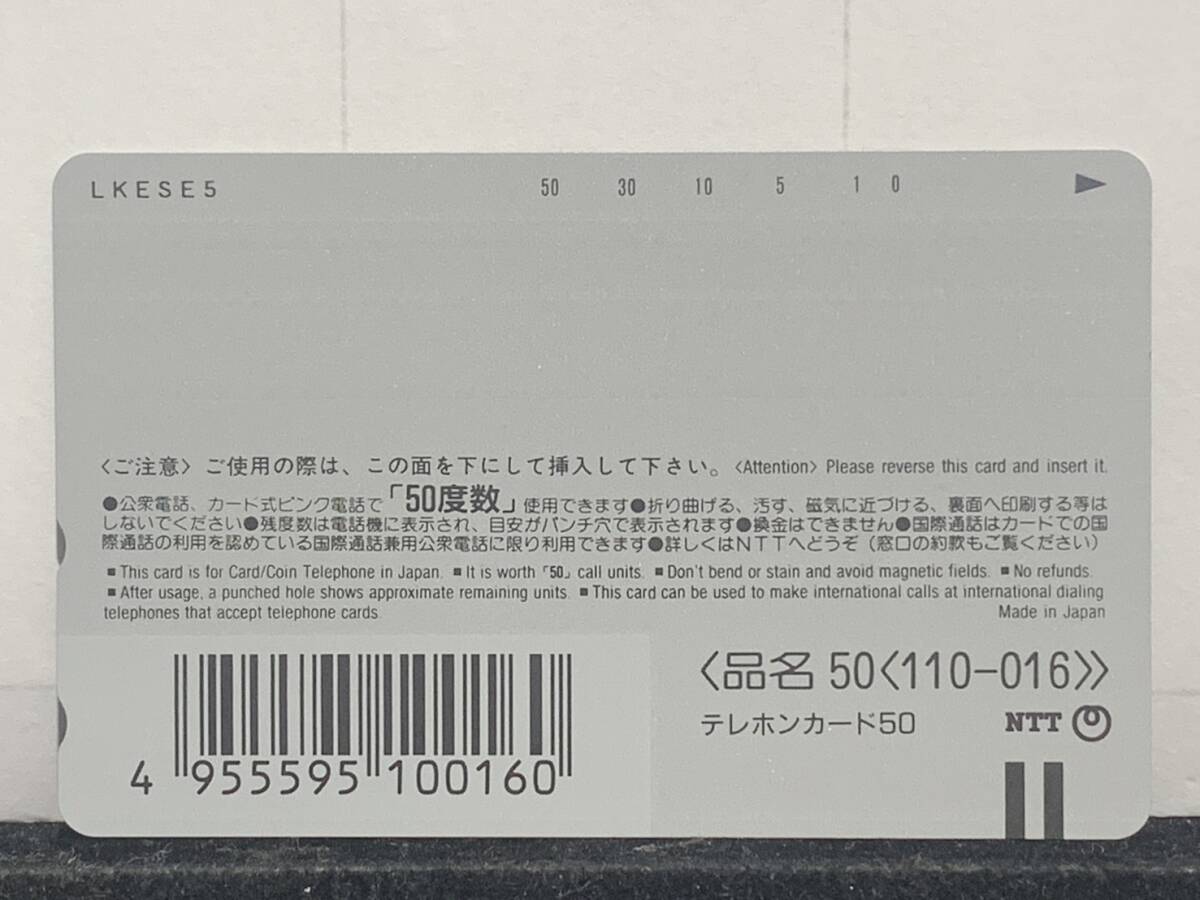 LKESE5 50 30 10 5 1 0
〈ご注意〉ご使用の際は、この面を下にして挿入して下さい。〈Attention〉Please reverse this card and insert it.
●公衆電話、カード式ピンク電話で「50度数」使用できます●折り曲げる、汚す、磁気に近づける、裏面へ印刷する等は
しないでください●残度数は電話機に表示され、目安がパンチ穴で表示されます●換金はできません●国際通話はカードでの国
際通話の利用を認めている国際通話兼用公衆電話に限り利用できます●詳しくはNTTへどうぞ(窓口の約款もご覧ください)
■This card is for Card/Coin Telephone in Japan. ■It is worth「50」call units. ■Don't bend or stain and avoid magnetic fields. ■No refunds.
■After usage, a punched hole shows approximate remaining units. ■This card can be used to make international calls at international dialing
telephones that accept telephone cards. Made in Japan
〈品名 50〈110-016〉〉
テレホンカード50 NTT
4 955595 100160